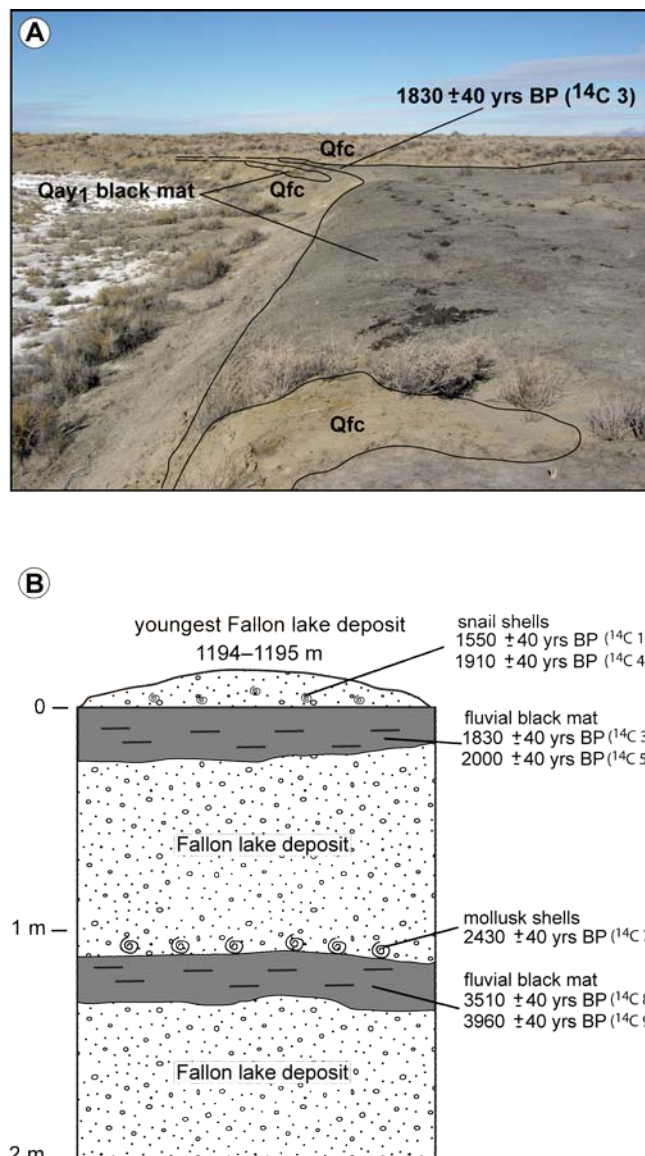 A
1830 ±40 yrs BP (14C 3)
Qfc
Qay1 black mat
Qfc
Qfc
B
youngest Fallon lake deposit
1194–1195 m
snail shells
1550 ±40 yrs BP (14C 1
1910 ±40 yrs BP (14C 4
0
fluvial black mat
1830 ±40 yrs BP (14C 3
2000 ±40 yrs BP (14C 5
Fallon lake deposit
1 m
mollusk shells
2430 ±40 yrs BP (14C
fluvial black mat
3510 ±40 yrs BP (14C 8
3960 ±40 yrs BP (14C 9
Fallon lake deposit
2 m